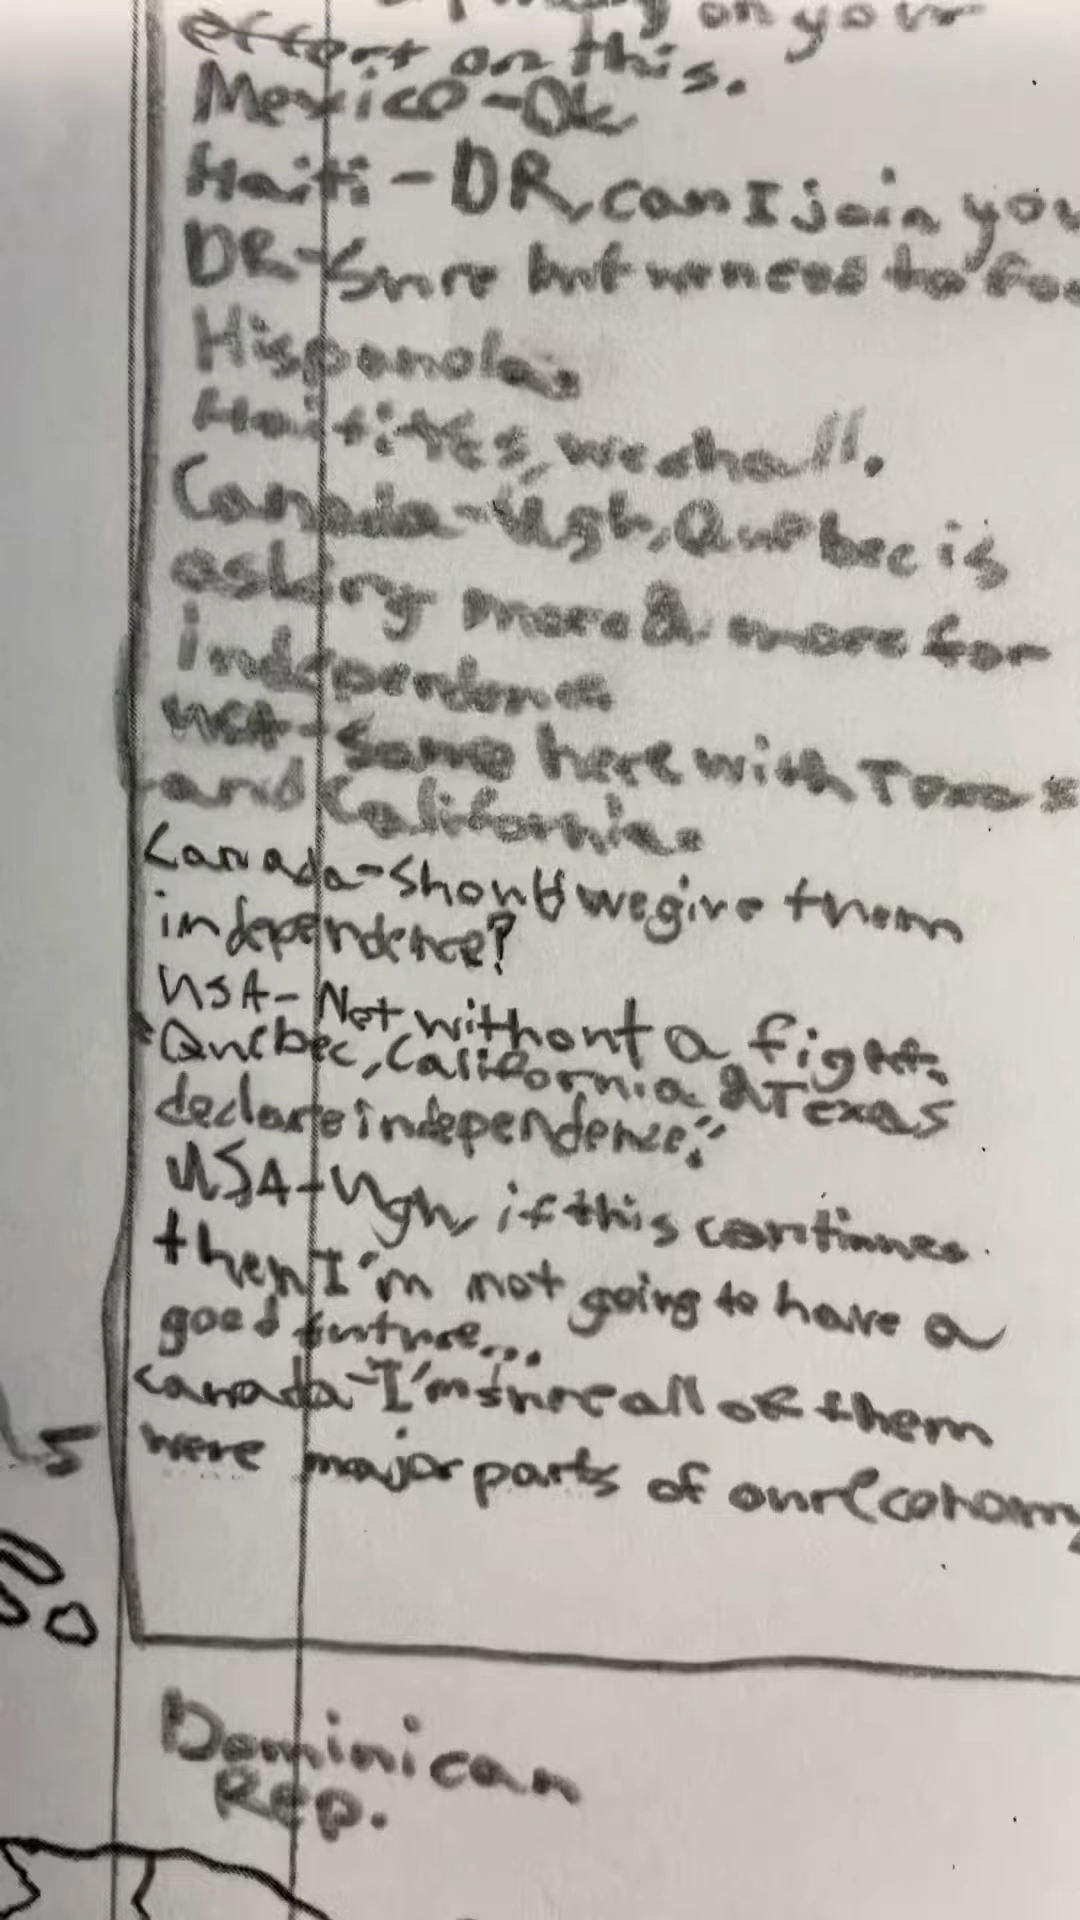 on your
effort on this.
Mexico-Ok
Haiti-DR, can I join you
DR-Sure but we need to
Hispanola.
Haiti-Yes, we shall.
Canada-Ugh, Quebec is
asking more & more for
independence
USA-Same here with Texas
and California.
Canada-Should we give them
independence?
USA-Not without a fight.
"Quebec, California & Texas
declare independence."
USA-Ugh, if this continues
then I'm not going to have a
good future...
Canada-I'm sure all of them
were major parts of our economy
Dominican
Rep.